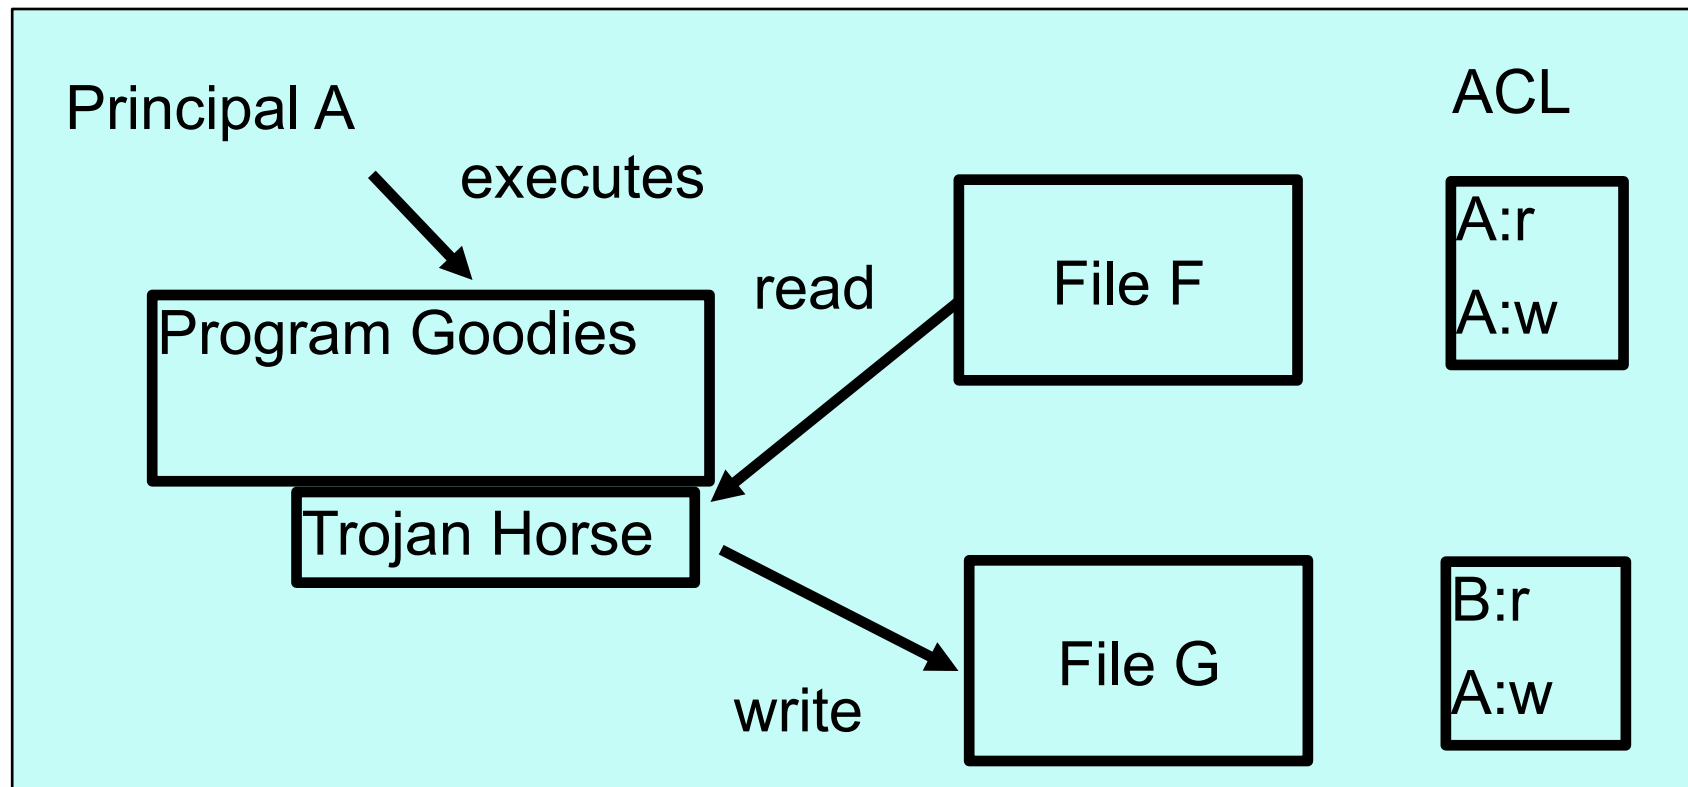 Principal A
ACL
executes
A:r
read
File F
A:w
Program Goodies
Trojan Horse
B:r
File G
A:w
write